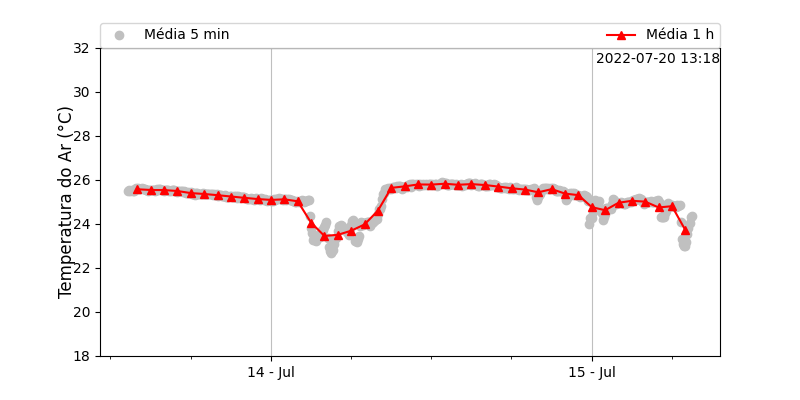 Média 5 min
Média 1 h
2022-07-20 13:18
Temperatura do Ar (°C)
32
30
28
26
24
22
20
18
14 - Jul
15 - Jul